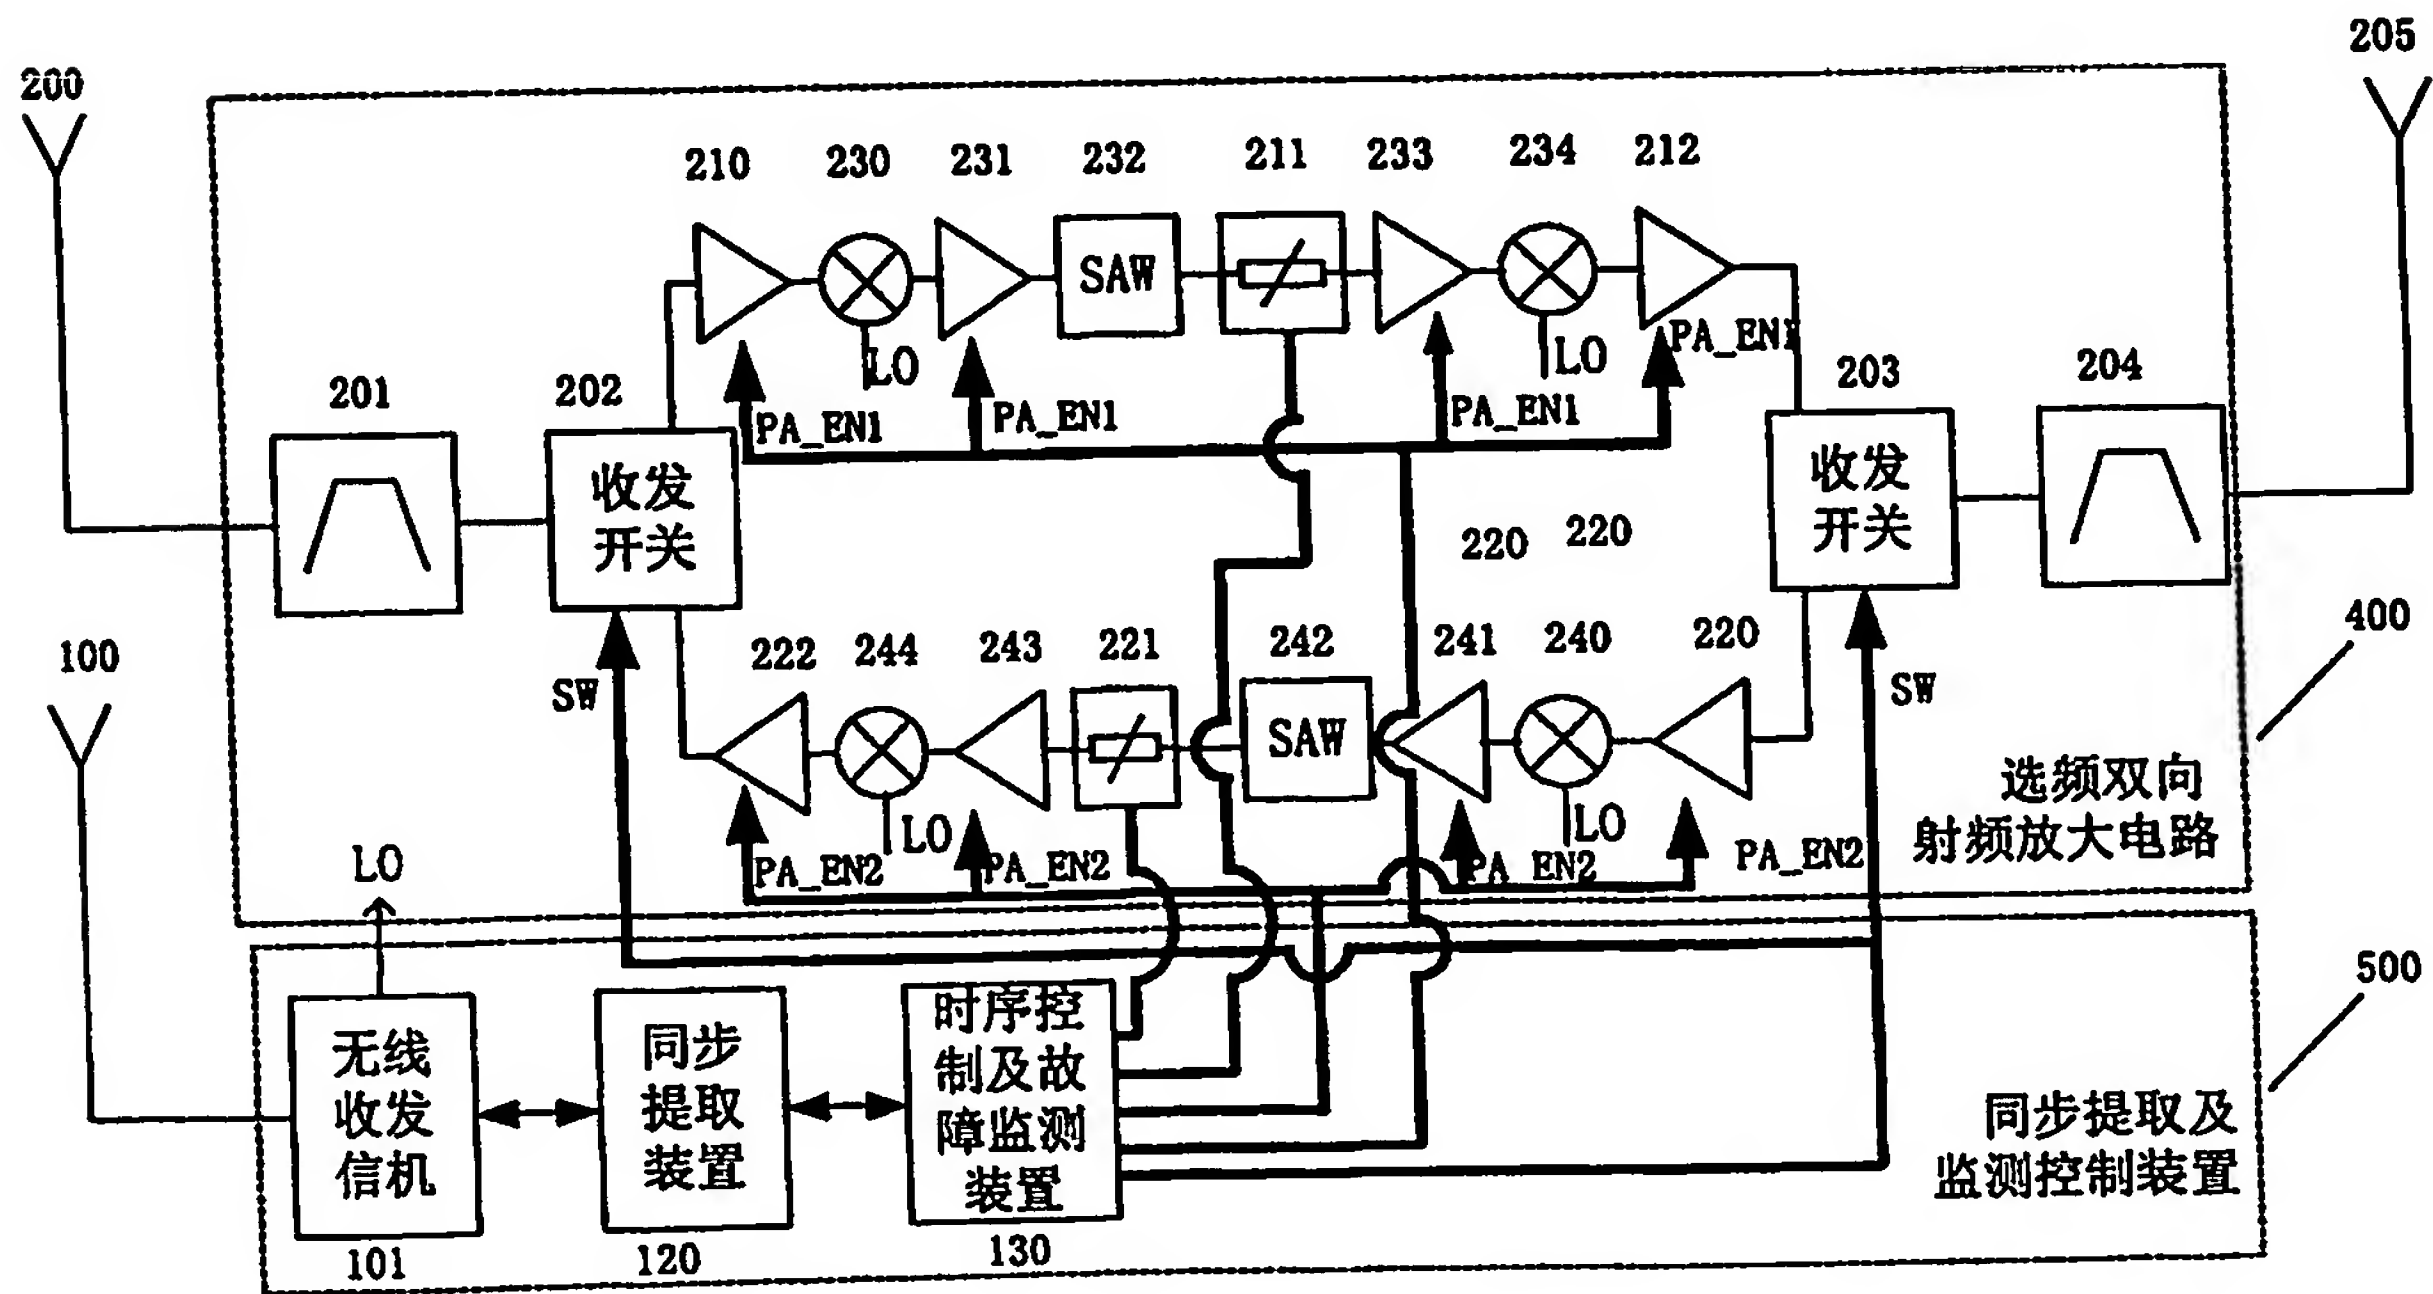 205
200
210
230
231
232
211
233
234
212
SAW
LO
LO
PA_EN1
PA_EN1
PA_EN1
PA_EN1
201
202
203
204
收发
开关
收发
开关
220
220
100
SW
222
244
243
221
242
241
240
220
SW
400
SAW
LO
LO
PA_EN2
PA_EN2
PA_EN2
PA_EN2
选频双向
射频放大电路
LO
500
无线
收发
信机
同步
提取
装置
时序控
制及故
障监测
装置
同步提取及
监测控制装置
101
120
130